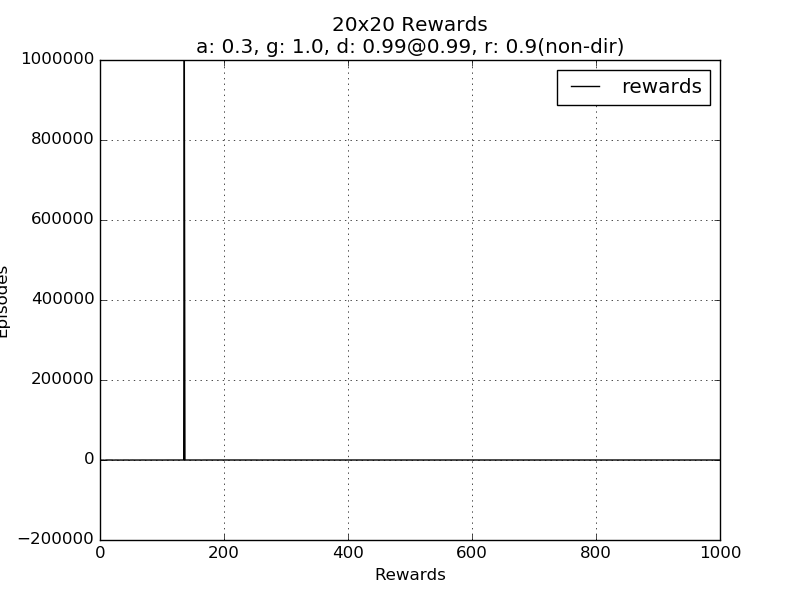 20x20 Rewards
a: 0.3, g: 1.0, d: 0.99@0.99, r: 0.9(non-dir)
rewards
1000000
800000
600000
400000
200000
0
−200000
Episodes
0 200 400 600 800 1000
Rewards